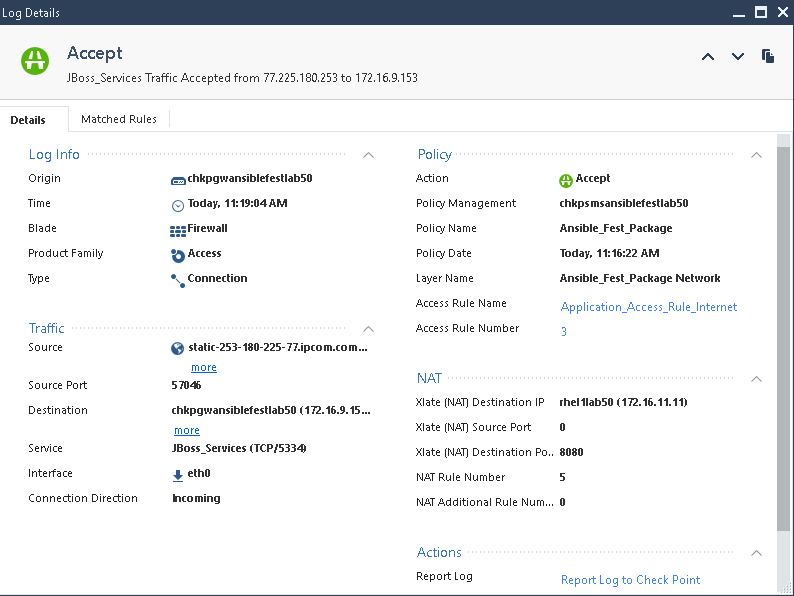 Log Details
Accept
JBoss_Services Traffic Accepted from 77.225.180.253 to 172.16.9.153
Details
Matched Rules
Log Info
Origin chkpgwansiblefestlab50
Time Today, 11:19:04 AM
Blade Firewall
Product Family Access
Type Connection
Traffic
Source static-253-180-225-77.ipcom.com...
more
Source Port 57046
Destination chkpgwansiblefestlab50 (172.16.9.15...
more
Service JBoss_Services (TCP/5334)
Interface eth0
Connection Direction Incoming
Policy
Action Accept
Policy Management chkpsmsansiblefestlab50
Policy Name Ansible_Fest_Package
Policy Date Today, 11:16:22 AM
Layer Name Ansible_Fest_Package Network
Access Rule Name Application_Access_Rule_Internet
Access Rule Number 3
NAT
Xlate (NAT) Destination IP rhel1lab50 (172.16.11.11)
Xlate (NAT) Source Port 0
Xlate (NAT) Destination Po.. 8080
NAT Rule Number 5
NAT Additional Rule Num... 0
Actions
Report Log Report Log to Check Point